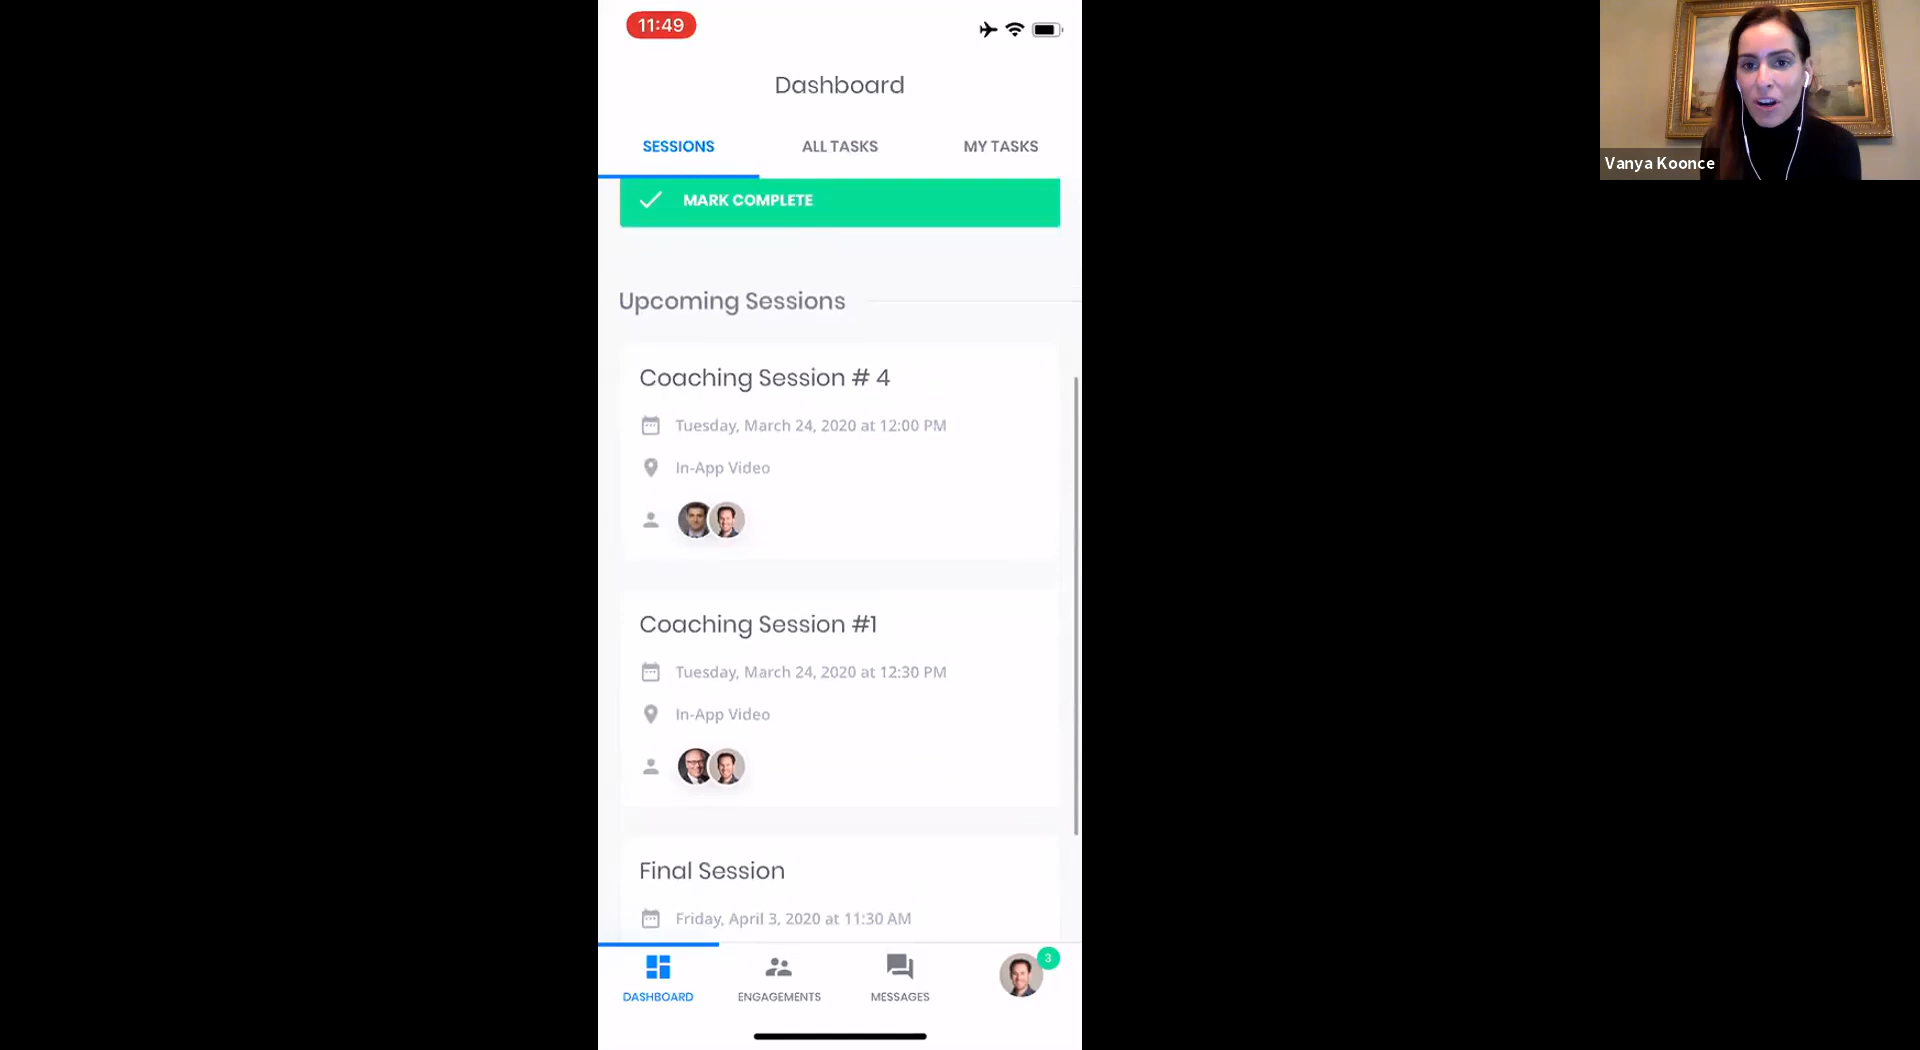 11:49
Dashboard
SESSIONS
ALL TASKS
MY TASKS
MARK COMPLETE
Upcoming Sessions
Coaching Session # 4
Tuesday, March 24, 2020 at 12:00 PM
In-App Video
Coaching Session #1
Tuesday, March 24, 2020 at 12:30 PM
In-App Video
Final Session
Friday, April 3, 2020 at 11:30 AM
3
DASHBOARD
ENGAGEMENTS
MESSAGES
Vanya Koonce